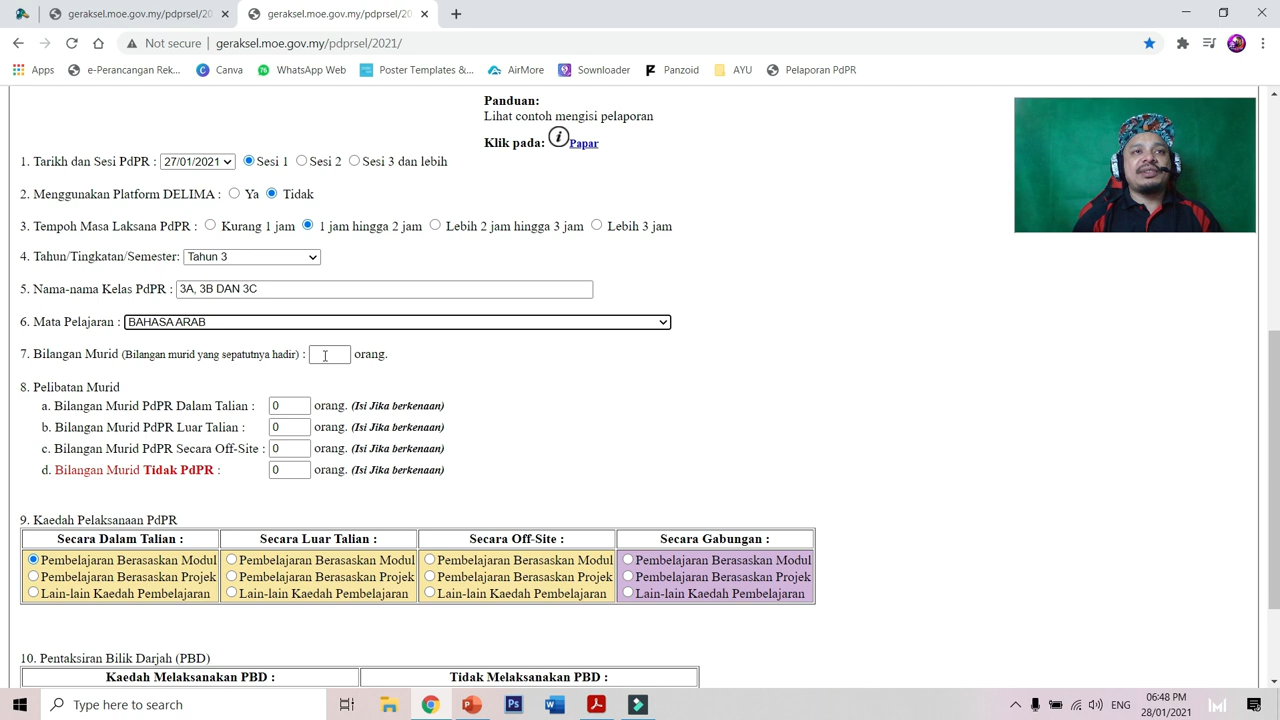 geraksel.moe.gov.my/pdprsel/20
geraksel.moe.gov.my/pdprsel/20
Not secure geraksel.moe.gov.my/pdprsel/2021/
Apps e-Perancangan Rek... Canva WhatsApp Web Poster Templates &... AirMore Sownloader Panzoid AYU Pelaporan PdPR
Panduan:
Lihat contoh mengisi pelaporan
Klik pada: i Papar
1. Tarikh dan Sesi PdPR : 27/01/2021 Sesi 1 Sesi 2 Sesi 3 dan lebih
2. Menggunakan Platform DELIMA : Ya Tidak
3. Tempoh Masa Laksana PdPR : Kurang 1 jam 1 jam hingga 2 jam Lebih 2 jam hingga 3 jam Lebih 3 jam
4. Tahun/Tingkatan/Semester: Tahun 3
5. Nama-nama Kelas PdPR : 3A, 3B DAN 3C
6. Mata Pelajaran : BAHASA ARAB
7. Bilangan Murid (Bilangan murid yang sepatutnya hadir) : orang.
8. Pelibatan Murid
a. Bilangan Murid PdPR Dalam Talian : 0 orang. (Isi Jika berkenaan)
b. Bilangan Murid PdPR Luar Talian : 0 orang. (Isi Jika berkenaan)
c. Bilangan Murid PdPR Secara Off-Site : 0 orang. (Isi Jika berkenaan)
d. Bilangan Murid Tidak PdPR : 0 orang. (Isi Jika berkenaan)
9. Kaedah Pelaksanaan PdPR
Secara Dalam Talian : Secara Luar Talian : Secara Off-Site : Secara Gabungan :
Pembelajaran Berasaskan Modul Pembelajaran Berasaskan Modul Pembelajaran Berasaskan Modul Pembelajaran Berasaskan Modul
Pembelajaran Berasaskan Projek Pembelajaran Berasaskan Projek Pembelajaran Berasaskan Projek Pembelajaran Berasaskan Projek
Lain-lain Kaedah Pembelajaran Lain-lain Kaedah Pembelajaran Lain-lain Kaedah Pembelajaran Lain-lain Kaedah Pembelajaran
10. Pentaksiran Bilik Darjah (PBD)
Kaedah Melaksanakan PBD : Tidak Melaksanakan PBD :
Type here to search
ENG
06:48 PM
28/01/2021